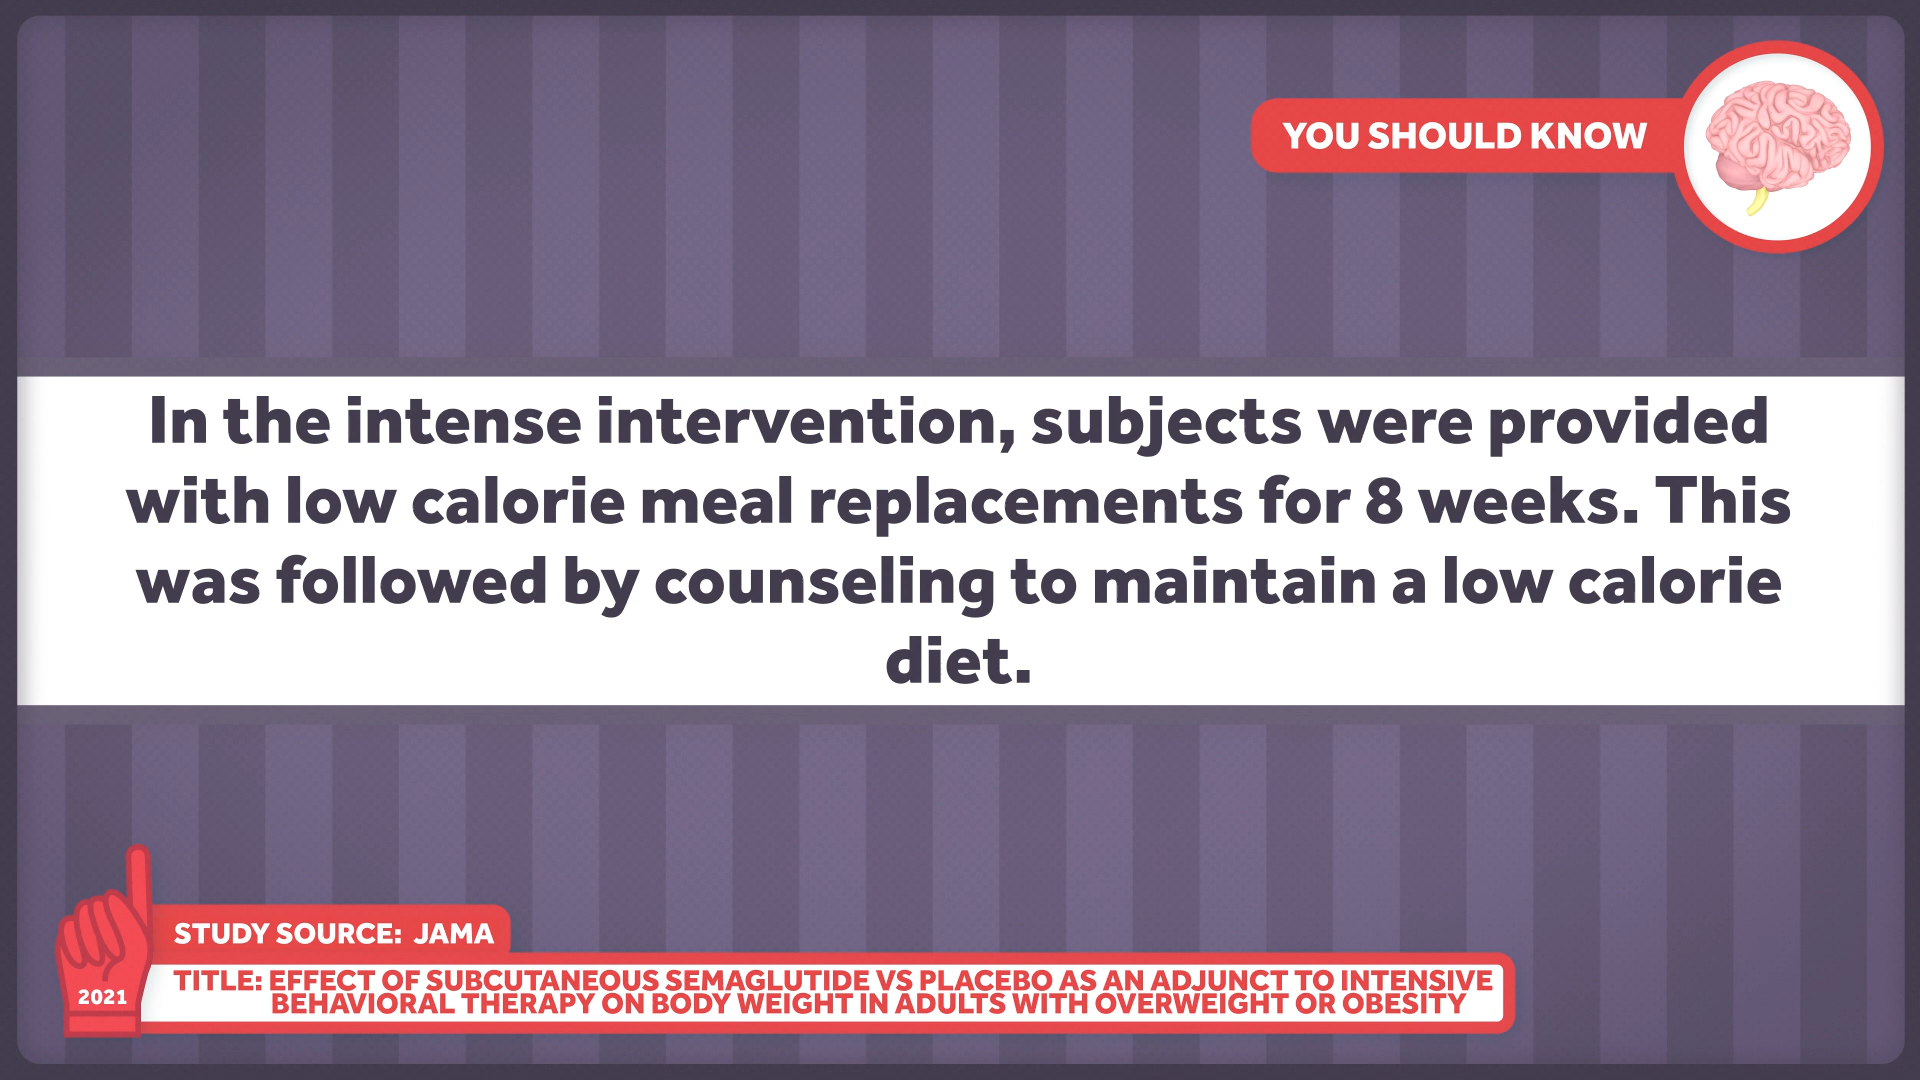 YOU SHOULD KNOW
In the intense intervention, subjects were provided
with low calorie meal replacements for 8 weeks. This
was followed by counseling to maintain a low calorie
diet.
STUDY SOURCE: JAMA
2021
TITLE: EFFECT OF SUBCUTANEOUS SEMAGLUTIDE VS PLACEBO AS AN ADJUNCT TO INTENSIVE
BEHAVIORAL THERAPY ON BODY WEIGHT IN ADULTS WITH OVERWEIGHT OR OBESITY